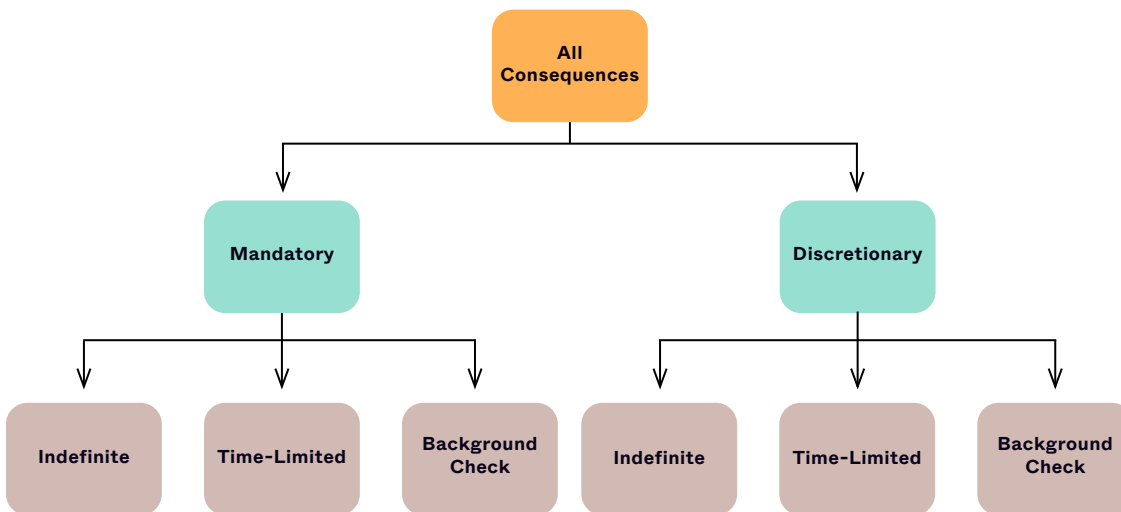 All
Consequences
Mandatory
Discretionary
Indefinite
Time-Limited
Background
Check
Indefinite
Time-Limited
Background
Check